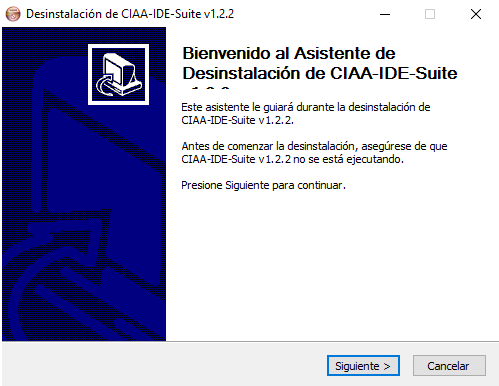 Desinstalación de CIAA-IDE-Suite v1.2.2
Bienvenido al Asistente de
Desinstalación de CIAA-IDE-Suite
Este asistente le guiará durante la desinstalación de
CIAA-IDE-Suite v1.2.2.
Antes de comenzar la desinstalación, asegúrese de que
CIAA-IDE-Suite v1.2.2 no se está ejecutando.
Presione Siguiente para continuar.
Siguiente >
Cancelar